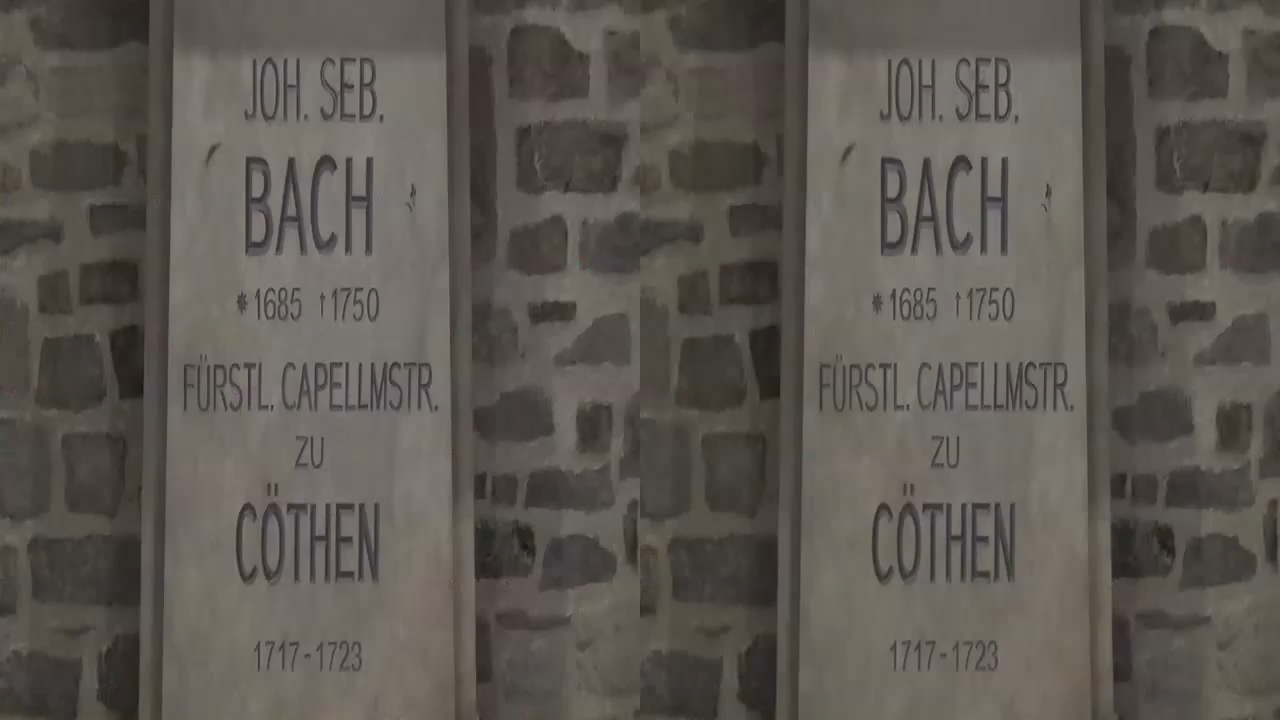 JOH. SEB.
BACH
* 1685 †1750
FÜRSTL. CAPELLMSTR.
ZU
CÖTHEN
1717-1723
JOH. SEB.
BACH
* 1685 †1750
FÜRSTL. CAPELLMSTR.
ZU
CÖTHEN
1717-1723